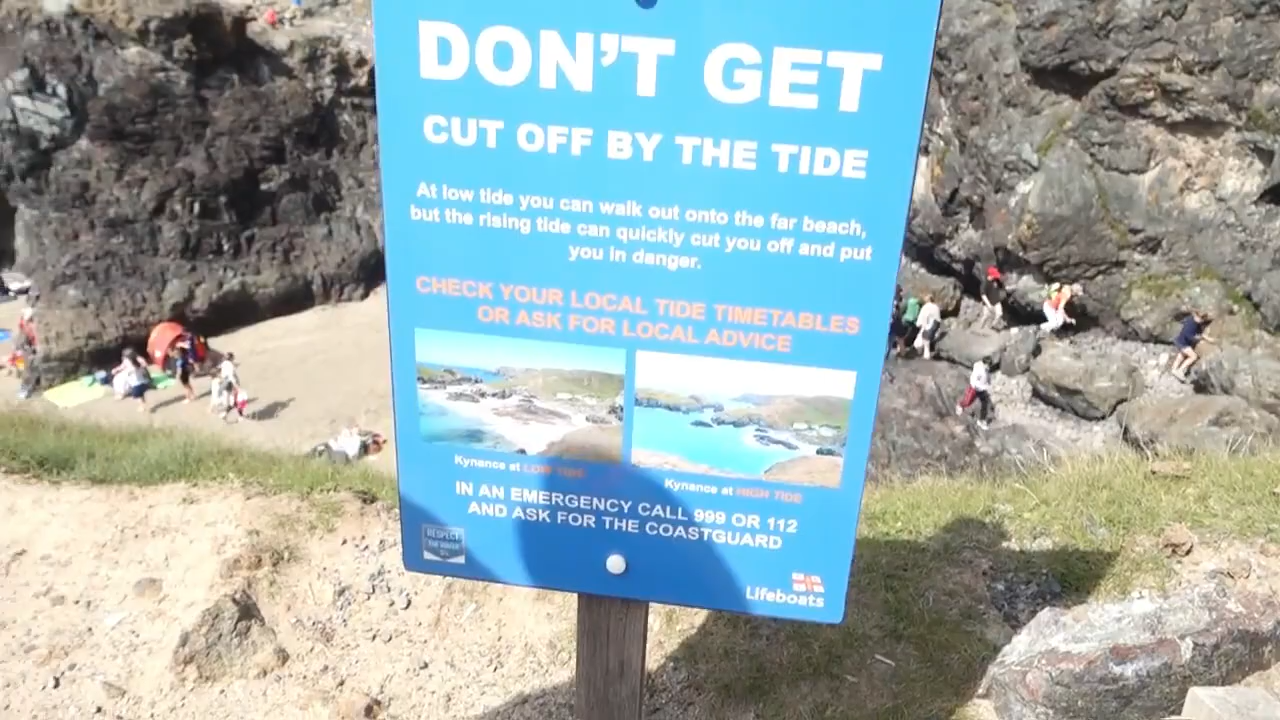 DON'T GET
CUT OFF BY THE TIDE
At low tide you can walk out onto the far beach,
but the rising tide can quickly cut you off and put
you in danger.
CHECK YOUR LOCAL TIDE TIMETABLES
OR ASK FOR LOCAL ADVICE
Kynance at LOW TIDE
Kynance at HIGH TIDE
IN AN EMERGENCY CALL 999 OR 112
AND ASK FOR THE COASTGUARD
RESPECT
THE WATER
Lifeboats